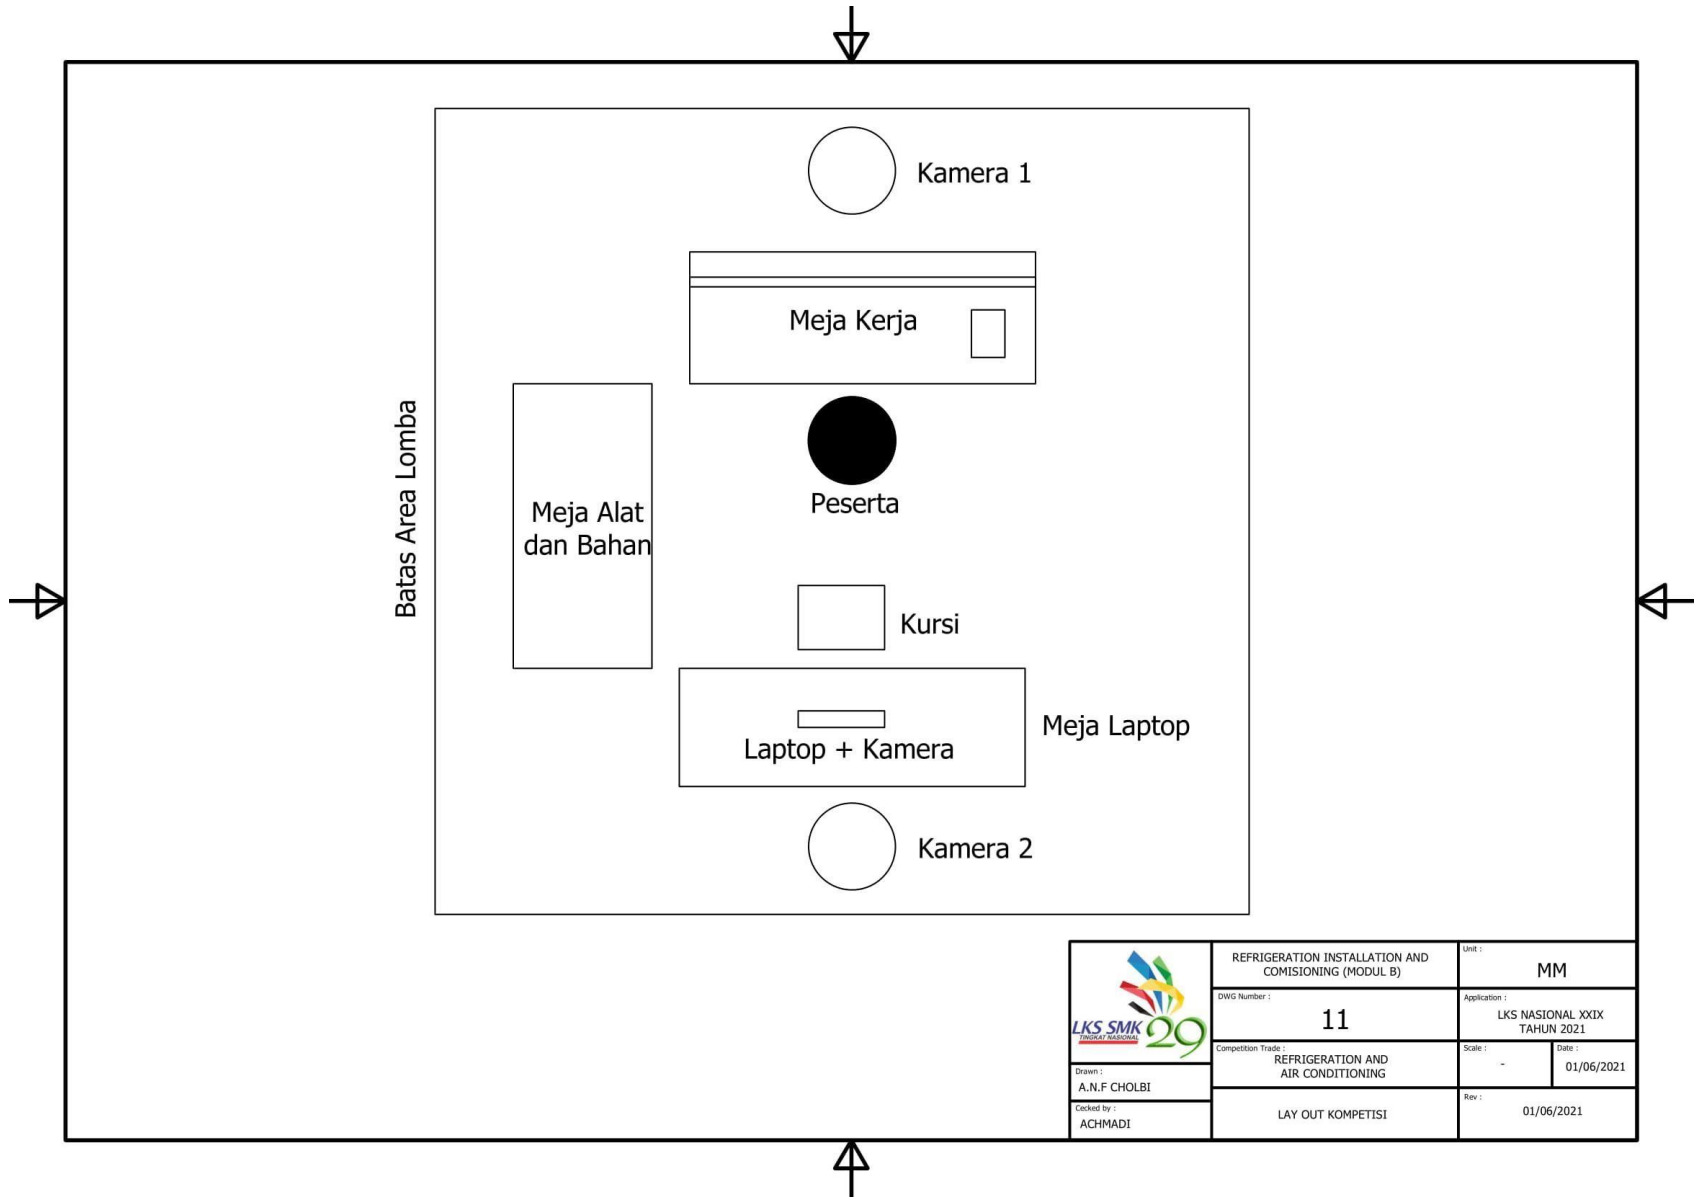 Kamera 1
Meja Kerja
Batas Area Lomba
Meja Alat
dan Bahan
Peserta
Kursi
Meja Laptop
Laptop + Kamera
Kamera 2
LKS SMK 29
TINGKAT NASIONAL
Drawn :
A.N.F CHOLBI
Cecked by :
ACHMADI
REFRIGERATION INSTALLATION AND
COMISIONING (MODUL B)
DWG Number :
11
Competition Trade :
REFRIGERATION AND
AIR CONDITIONING
LAY OUT KOMPETISI
Unit :
MM
Application :
LKS NASIONAL XXIX
TAHUN 2021
Scale :
-
Date :
01/06/2021
Rev :
01/06/2021